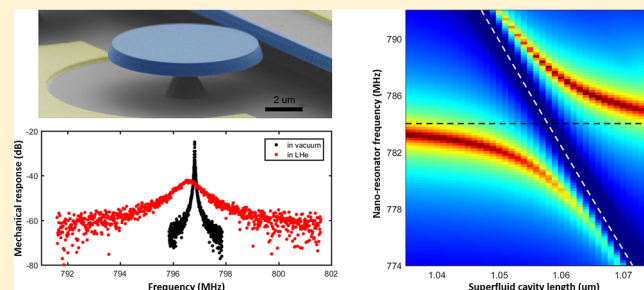 2 um
Mechanical response (dB)
-20
-40
-60
-80
in vacuum
in LHe
792
794
796
798
800
802
Frequency (MHz)
Nano-resonator frequency (MHz)
790
786
782
778
774
1.04
1.05
1.06
1.07
Superfluid cavity length (um)